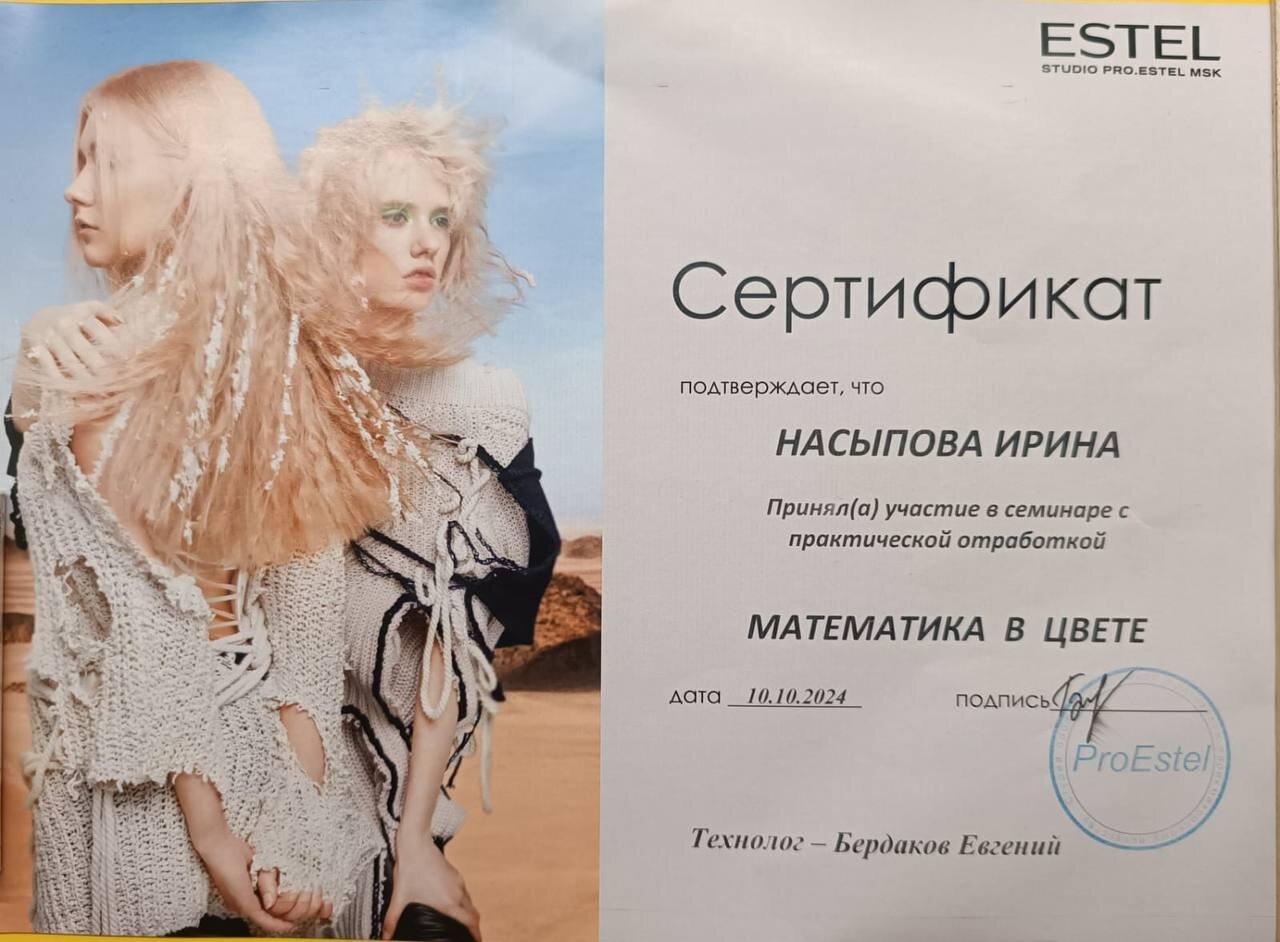 ESTEL
STUDIO PRO.ESTEL MSK
Сертификат
подтверждает, что
НАСЫПОВА ИРИНА
Принял(а) участие в семинаре с
практической отработкой
МАТЕМАТИКА В ЦВЕТЕ
дата 10.10.2024 подпись
ProEstel
Технолог – Бердаков Евгений